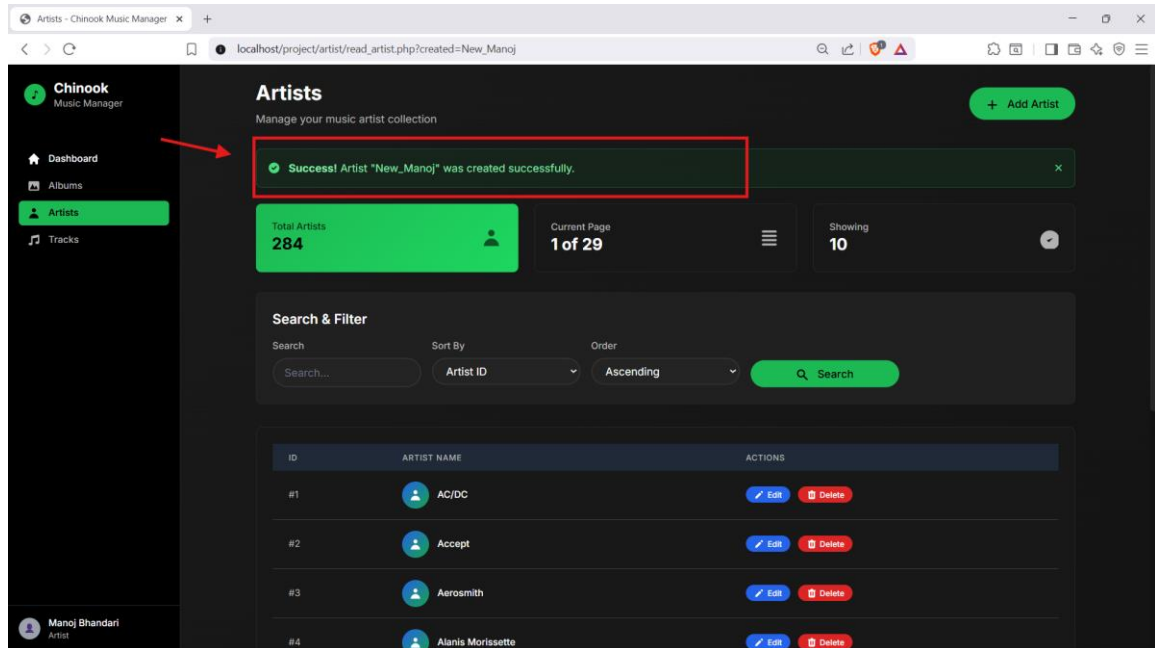 Artists - Chinook Music Manager
localhost/project/artist/read_artist.php?created=New_Manoj
Chinook
Music Manager
Dashboard
Albums
Artists
Tracks
Manoj Bhandari
Artist
Artists
Manage your music artist collection
+ Add Artist
Success! Artist "New_Manoj" was created successfully.
Total Artists
284
Current Page
1 of 29
Showing
10
Search & Filter
Search
Sort By
Order
Search...
Artist ID
Ascending
Search
ID ARTIST NAME ACTIONS
#1 AC/DC Edit Delete
#2 Accept Edit Delete
#3 Aerosmith Edit Delete
#4 Alanis Morissette Edit Delete